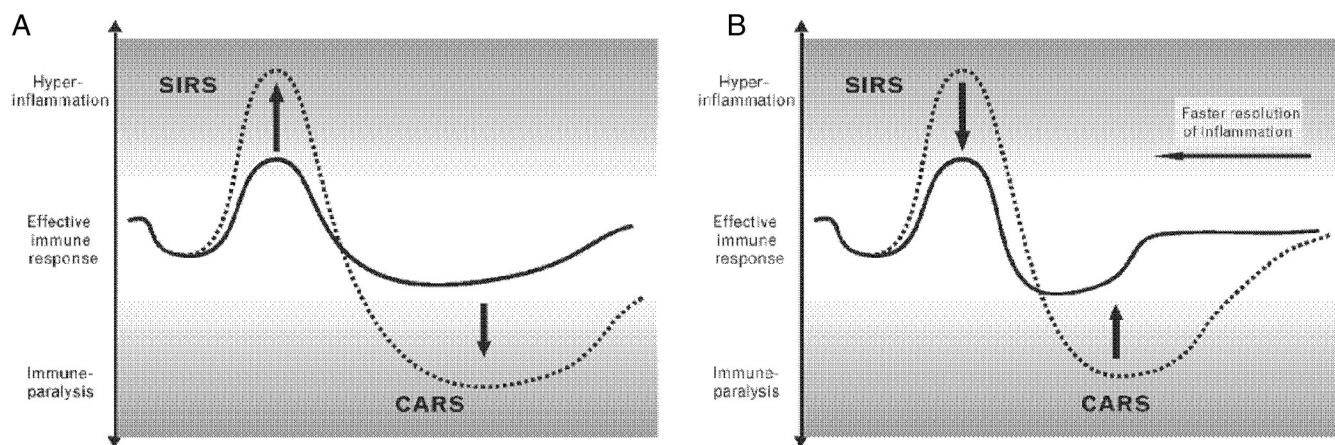 A
Hyper-
inflammation
SIRS
Effective
immune
response
Immune-
paralysis
CARS
B
Hyper-
inflammation
SIRS
Faster resolution
of inflammation
Effective
immune
response
Immune-
paralysis
CARS